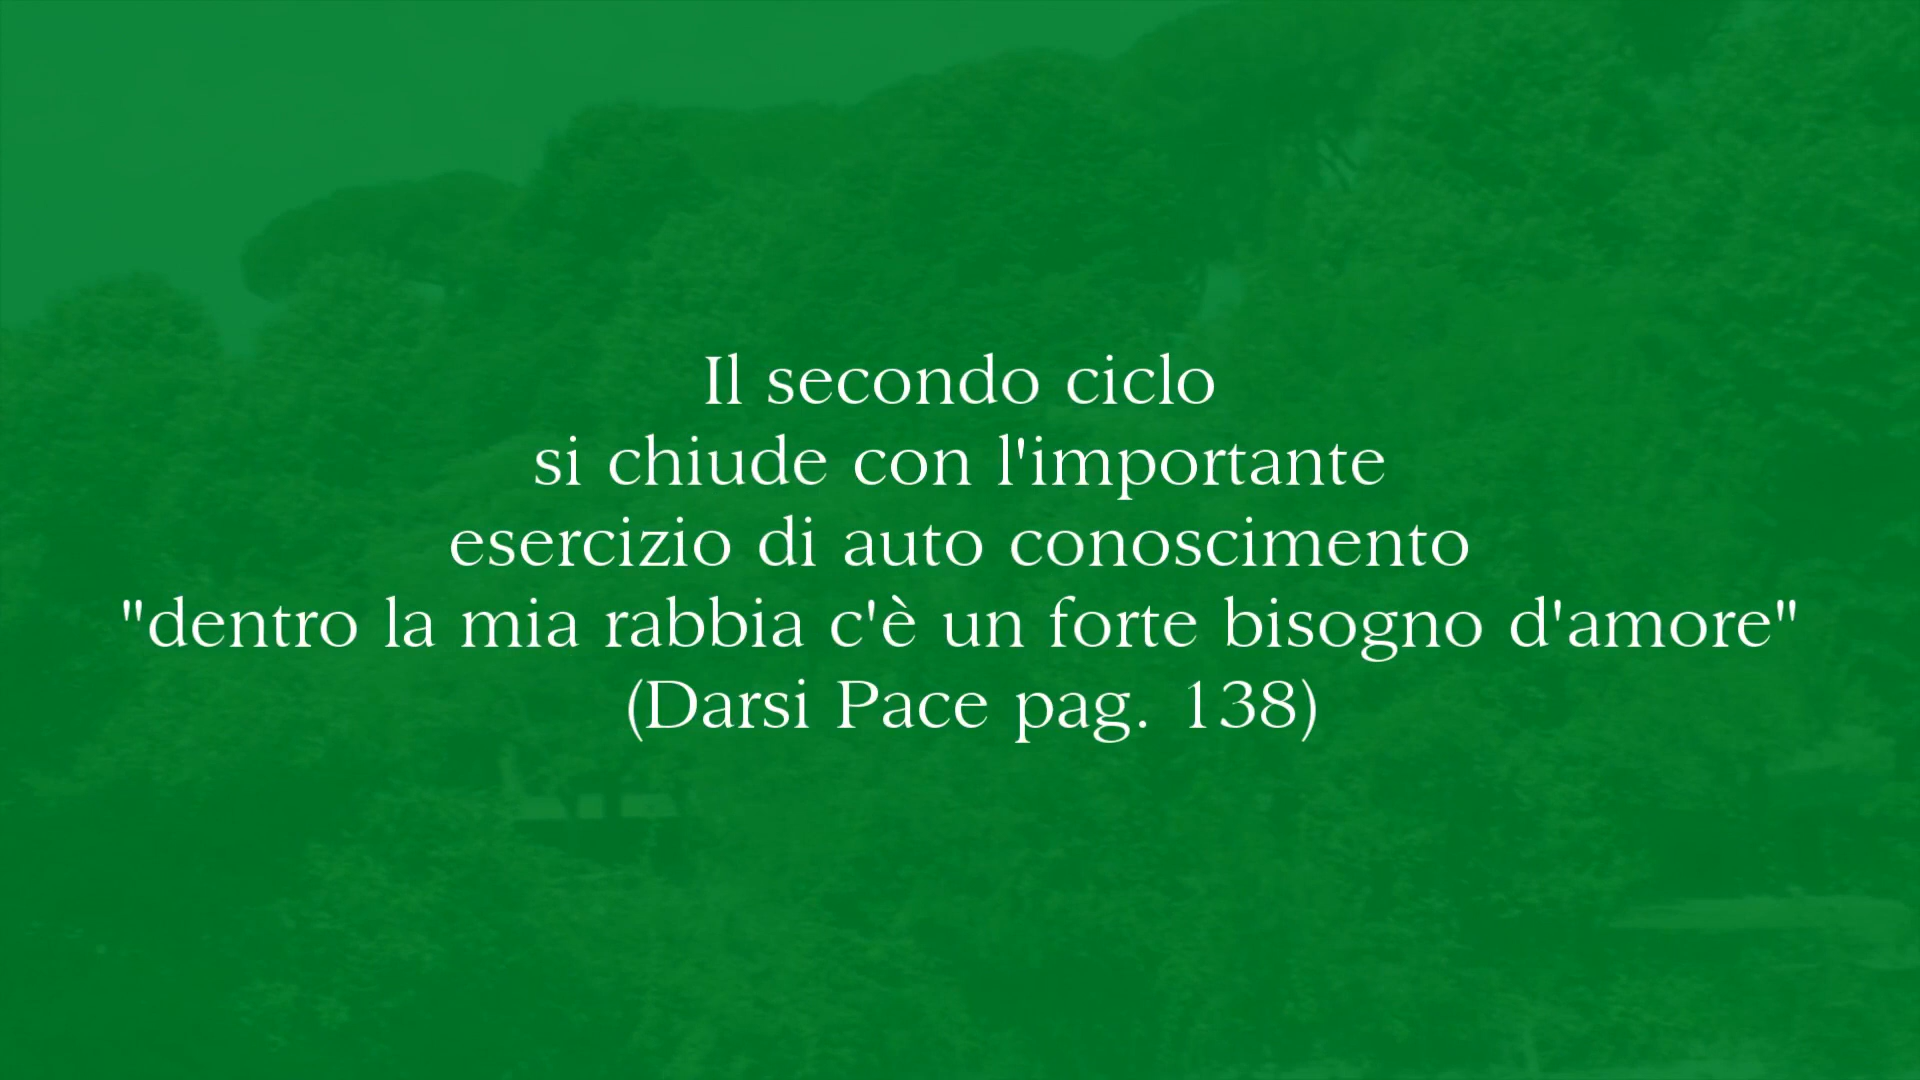 Il secondo ciclo
si chiude con l'importante
esercizio di auto conoscimento
"dentro la mia rabbia c'è un forte bisogno d'amore"
(Darsi Pace pag. 138)